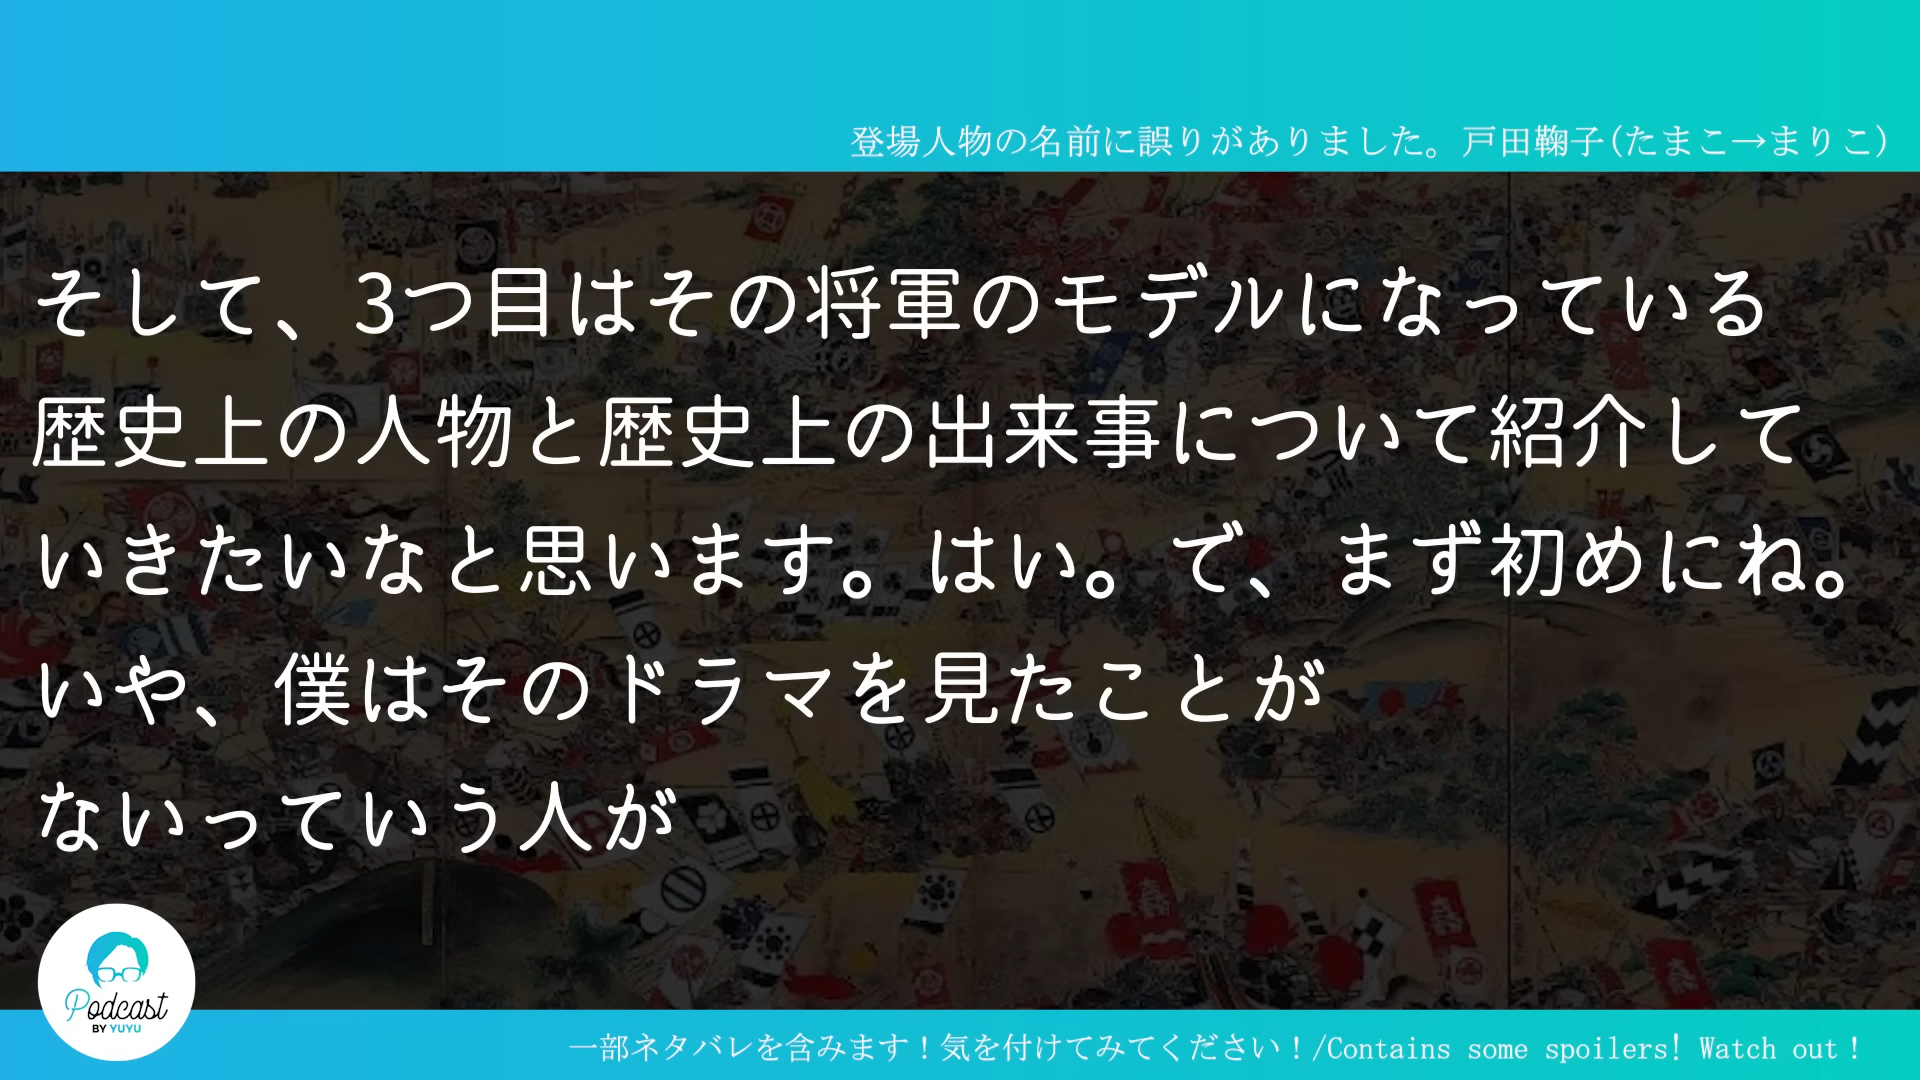 登場人物の名前に誤りがありました。戸田鞠子(たまこ→まりこ)
そして、3つ目はその将軍のモデルになっている
歴史上の人物と歴史上の出来事について紹介して
いきたいなと思います。はい。で、まず初めにね。
いや、僕はそのドラマを見たことが
ないっていう人が
Podcast
BY YUYU
一部ネタバレを含みます！気を付けてみてください！/Contains some spoilers! Watch out！